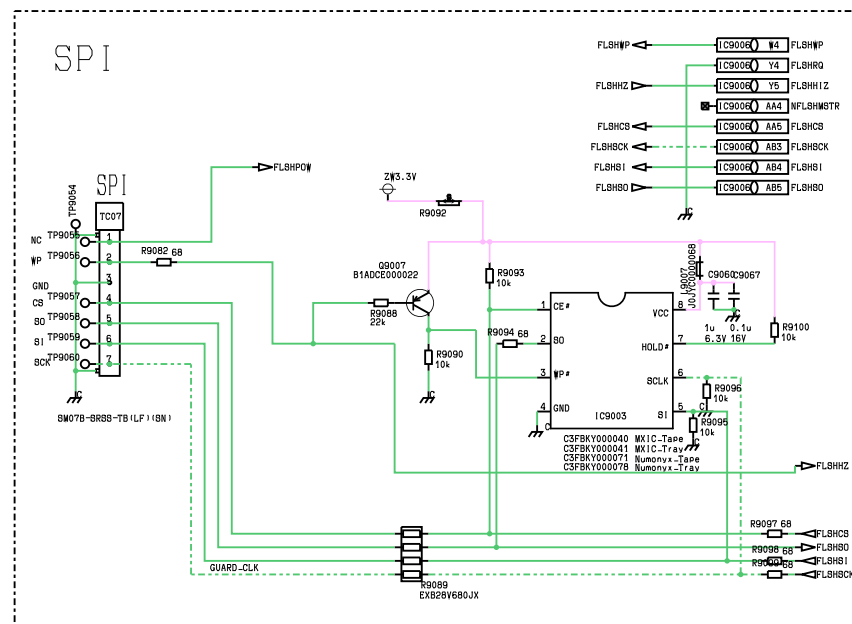 SPI
FLSHWP IC9006 W4 FLSHWP
IC9006 Y4 FLSHRQ
FLSHHZ IC9006 Y5 FLSHHIZ
IC9006 AA4 NFLSHMSTR
FLSHCS IC9006 AA5 FLSHCS
FLSHSCK IC9006 AB3 FLSHSCK
FLSHSI IC9006 AB4 FLSHSI
FLSHSO IC9006 AB5 FLSHSO
FLSHPOW
ZW3.3V
R9092
SPI
TP9054
TC07
NC TP9055 1
WP TP9056 2
R9082 68
GND 3
CS TP9057 4
SO TP9058 5
SI TP9059 6
SCK TP9060 7
C
SM07B-SRSS-TB(LF)(SN)
Q9007
B1ADCE000022
R9088
22k
R9090
10k
C
R9093
10k
R9094 68
1 CE#
2 SO
3 WP#
4 GND
VCC 8
HOLD# 7
SCLK 6
SI 5
IC9003
C
L9007
J0JYC0000068
C9060 C9067
1u 0.1u
6.3V 16V
C
R9100
10k
R9096
10k
C
R9095
10k
C
C3FBKY000040 MXIC-Tape
C3FBKY000041 MXIC-Tray
C3FBKY000071 Numonyx-Tape
C3FBKY000078 Numonyx-Tray
FLSHHZ
R9097 68 FLSHCS
FLSHSO
R9098 68 FLSHSI
R9099 68 FLSHSCK
GUARD-CLK
R9089
EXB28V680JX
C